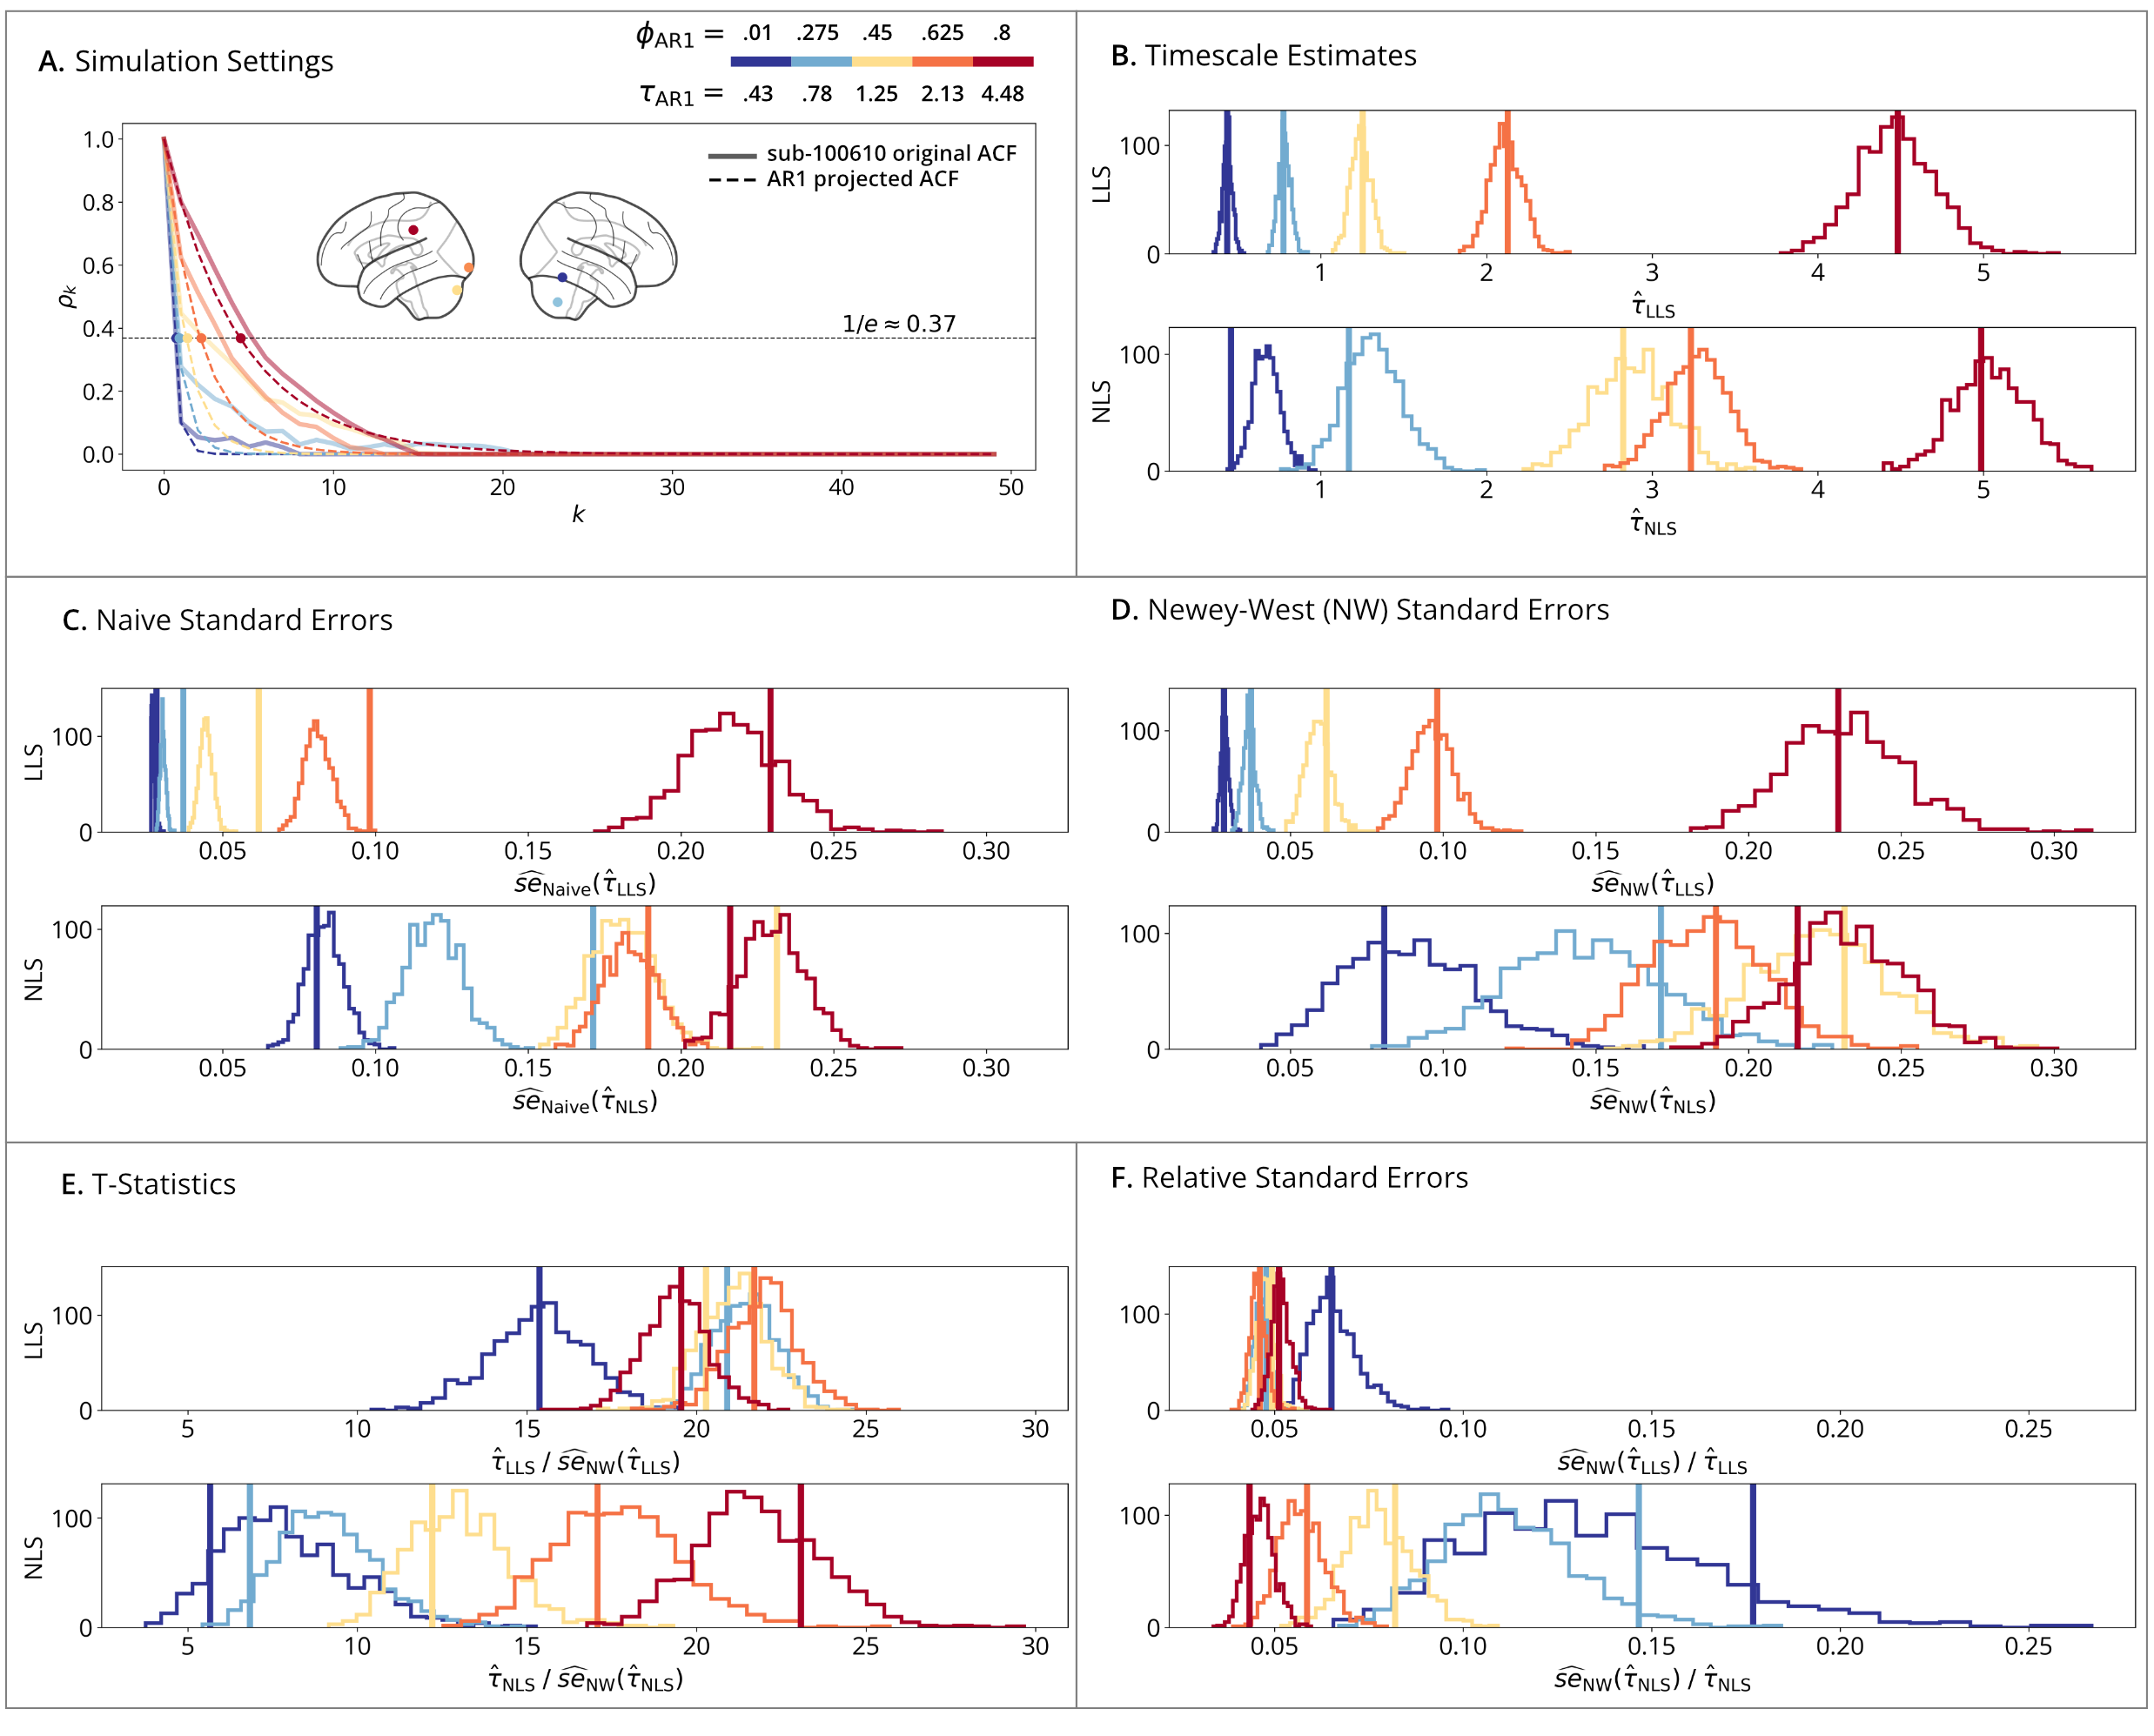 A. Simulation Settings
ϕAR1 = .01 .275 .45 .625 .8
τAR1 = .43 .78 1.25 2.13 4.48
sub-100610 original ACF
AR1 projected ACF
1/e ≈ 0.37
ρk
1.0
0.8
0.6
0.4
0.2
0.0
0 10 20 30 40 50
k
B. Timescale Estimates
LLS
100
0
1 2 3 4 5
τ̂LLS
NLS
100
0
1 2 3 4 5
τ̂NLS
C. Naive Standard Errors
LLS
100
0
0.05 0.10 0.15 0.20 0.25 0.30
s͡eNaive(τ̂LLS)
NLS
100
0
0.05 0.10 0.15 0.20 0.25 0.30
s͡eNaive(τ̂NLS)
D. Newey-West (NW) Standard Errors
100
0
0.05 0.10 0.15 0.20 0.25 0.30
s͡eNW(τ̂LLS)
100
0
0.05 0.10 0.15 0.20 0.25 0.30
s͡eNW(τ̂NLS)
E. T-Statistics
LLS
100
0
5 10 15 20 25 30
τ̂LLS / s͡eNW(τ̂LLS)
NLS
100
0
5 10 15 20 25 30
τ̂NLS / s͡eNW(τ̂NLS)
F. Relative Standard Errors
100
0
0.05 0.10 0.15 0.20 0.25
s͡eNW(τ̂LLS) / τ̂LLS
100
0
0.05 0.10 0.15 0.20 0.25
s͡eNW(τ̂NLS) / τ̂NLS